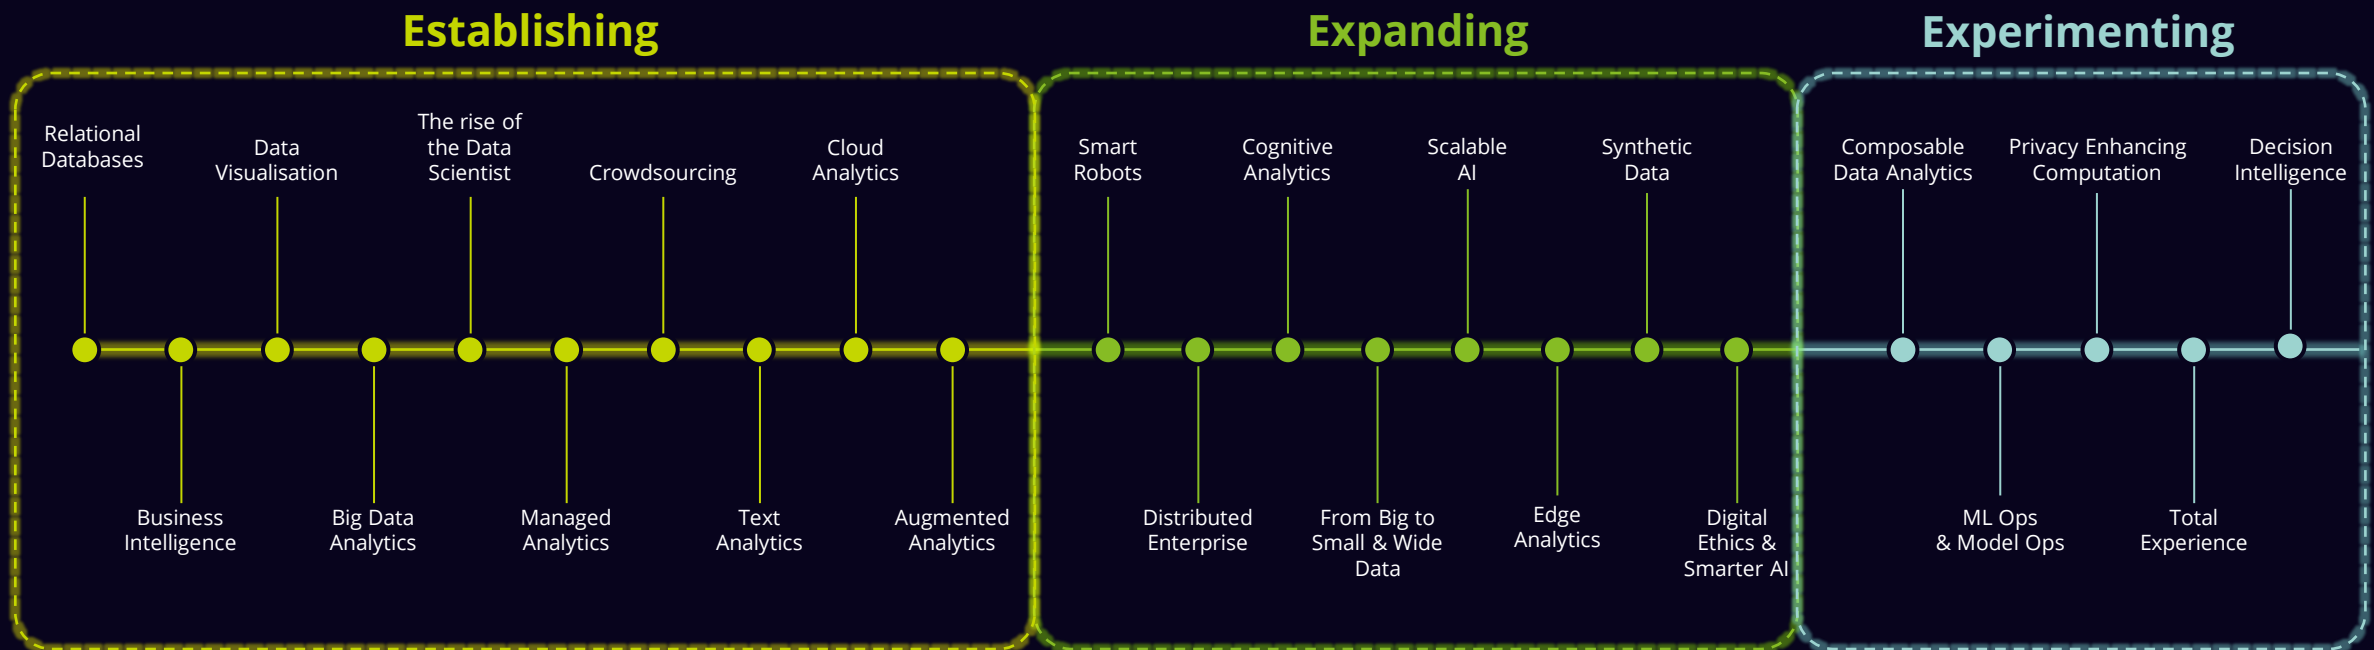 Establishing
Expanding
Experimenting
Relational
Databases
Data
Visualisation
The rise of
the Data
Scientist
Crowdsourcing
Cloud
Analytics
Smart
Robots
Cognitive
Analytics
Scalable
AI
Synthetic
Data
Composable
Data Analytics
Privacy Enhancing
Computation
Decision
Intelligence
Business
Intelligence
Big Data
Analytics
Managed
Analytics
Text
Analytics
Augmented
Analytics
Distributed
Enterprise
From Big to
Small & Wide
Data
Edge
Analytics
Digital
Ethics &
Smarter AI
ML Ops
& Model Ops
Total
Experience